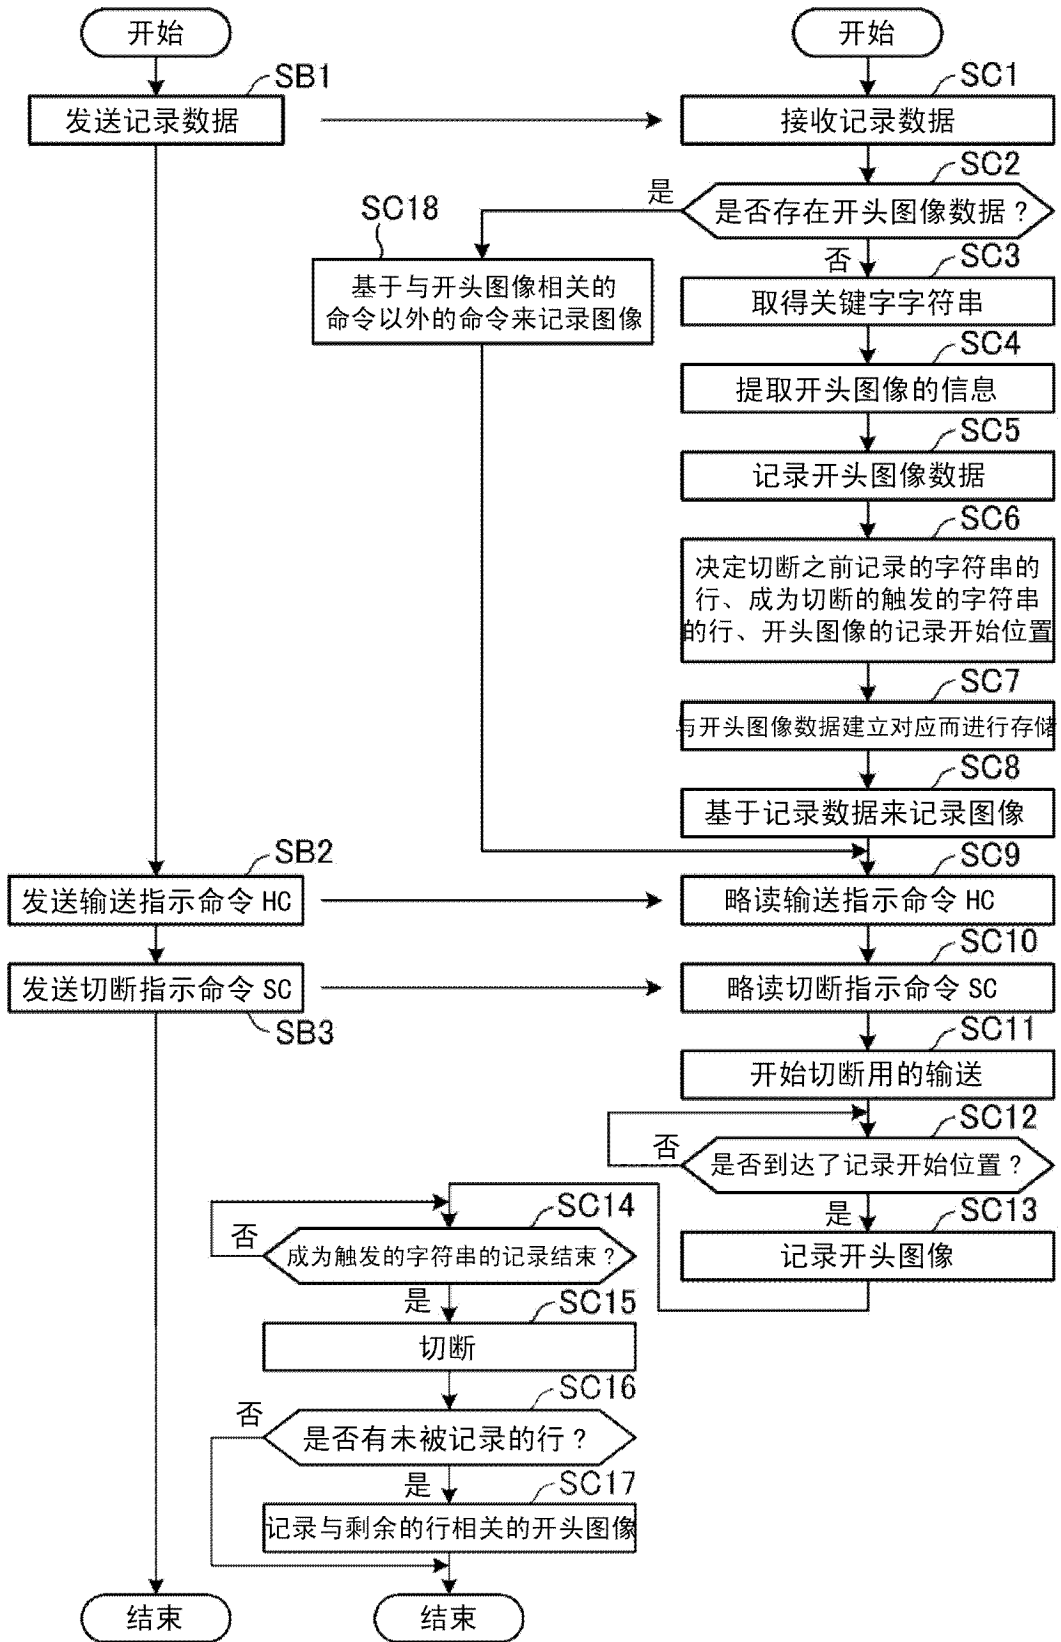 开始
SB1
发送记录数据
SB2
发送输送指示命令 HC
发送切断指示命令 SC
SB3
结束
开始
SC1
接收记录数据
SC2
是否存在开头图像数据？
是
否
SC18
基于与开头图像相关的
命令以外的命令来记录图像
SC3
取得关键字字符串
SC4
提取开头图像的信息
SC5
记录开头图像数据
SC6
决定切断之前记录的字符串的
行、成为切断的触发的字符串
的行、开头图像的记录开始位置
SC7
与开头图像数据建立对应而进行存储
SC8
基于记录数据来记录图像
SC9
略读输送指示命令 HC
SC10
略读切断指示命令 SC
SC11
开始切断用的输送
SC12
否
是否到达了记录开始位置？
是
SC13
记录开头图像
SC14
否
成为触发的字符串的记录结束？
是
SC15
切断
SC16
否
是否有未被记录的行？
是
SC17
记录与剩余的行相关的开头图像
结束